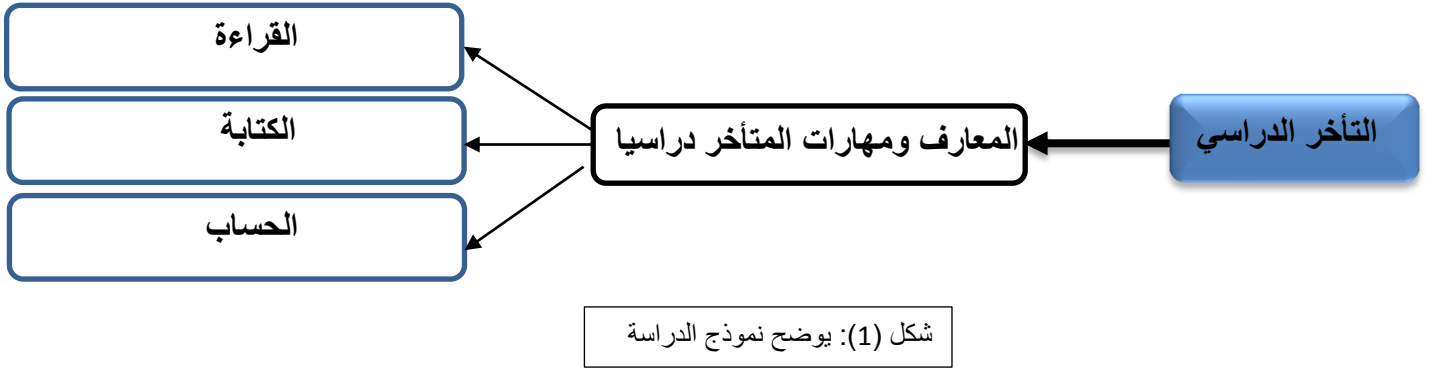 التأخر الدراسي
المعارف ومهارات المتأخر دراسيا
القراءة
الكتابة
الحساب
شكل (1): يوضح نموذج الدراسة